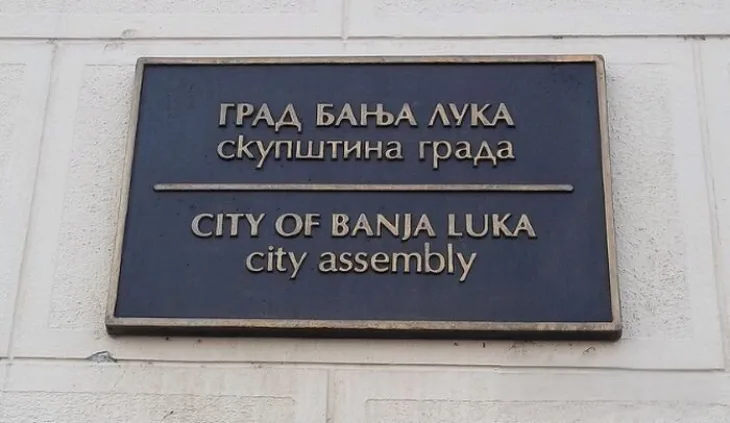 ГРАД БАЊА ЛУКА
скупштина града
CITY OF BANJA LUKA
city assembly